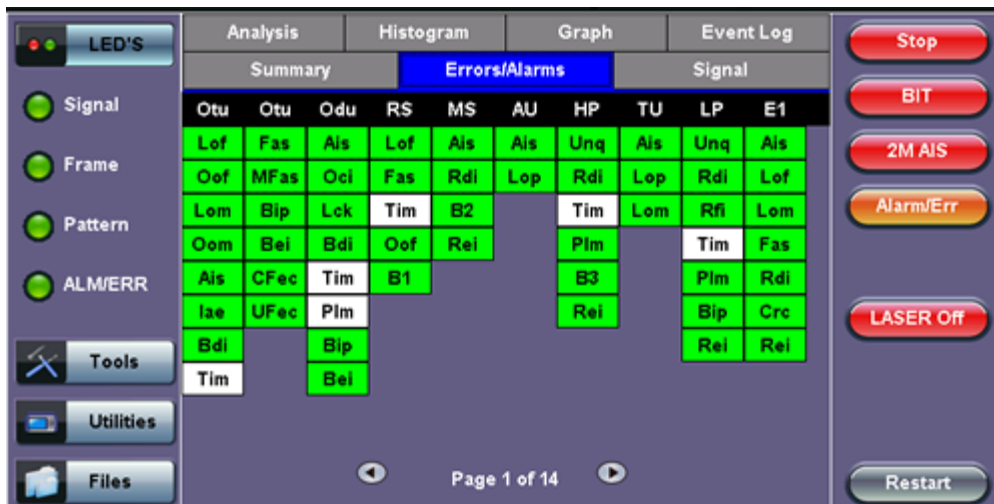 LED'S
Signal
Frame
Pattern
ALM/ERR
Tools
Utilities
Files
Analysis Histogram Graph Event Log
Summary Errors/Alarms Signal
Otu Otu Odu RS MS AU HP TU LP E1
Lof Fas Ais Lof Ais Ais Unq Ais Unq Ais
Oof MFas Oci Fas Rdi Lop Rdi Lop Rdi Lof
Lom Bip Lck Tim B2 Tim Lom Rfi Lom
Oom Bei Bdi Oof Rei Plm Tim Fas
Ais CFec Tim B1 B3 Plm Rdi
Iae UFec Plm Rei Bip Crc
Bdi Bip Rei Rei
Tim Bei
Page 1 of 14
Stop
BIT
2M AIS
Alarm/Err
LASER Off
Restart